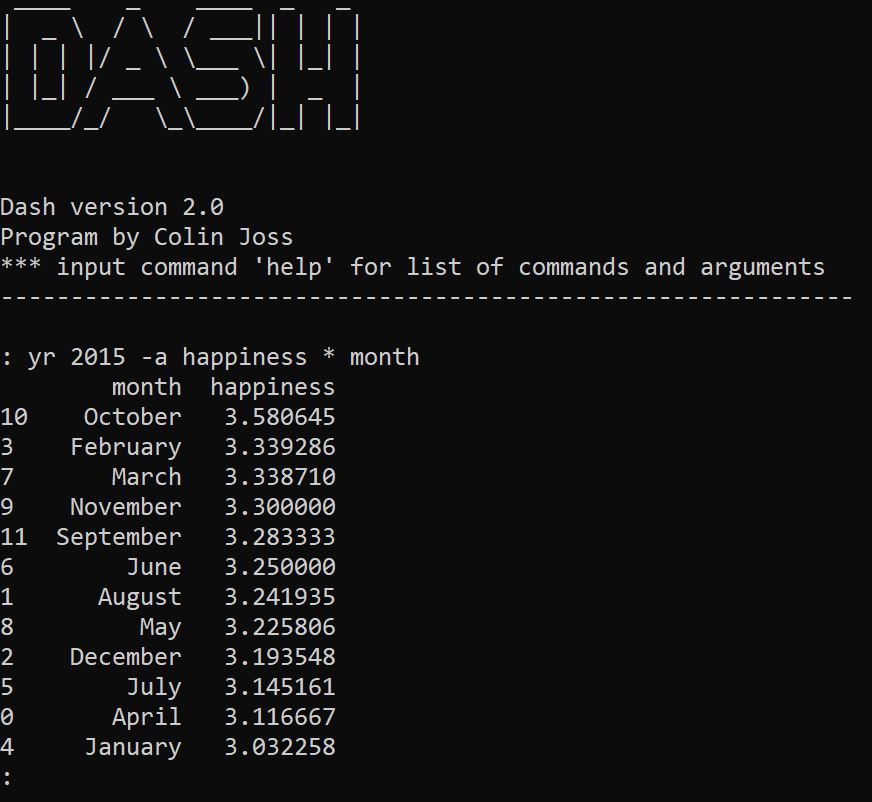 DASH
Dash version 2.0
Program by Colin Joss
*** input command 'help' for list of commands and arguments
-------------------------------------------------------------
: yr 2015 -a happiness * month
month happiness
10 October 3.580645
3 February 3.339286
7 March 3.338710
9 November 3.300000
11 September 3.283333
6 June 3.250000
1 August 3.241935
8 May 3.225806
2 December 3.193548
5 July 3.145161
0 April 3.116667
4 January 3.032258
: